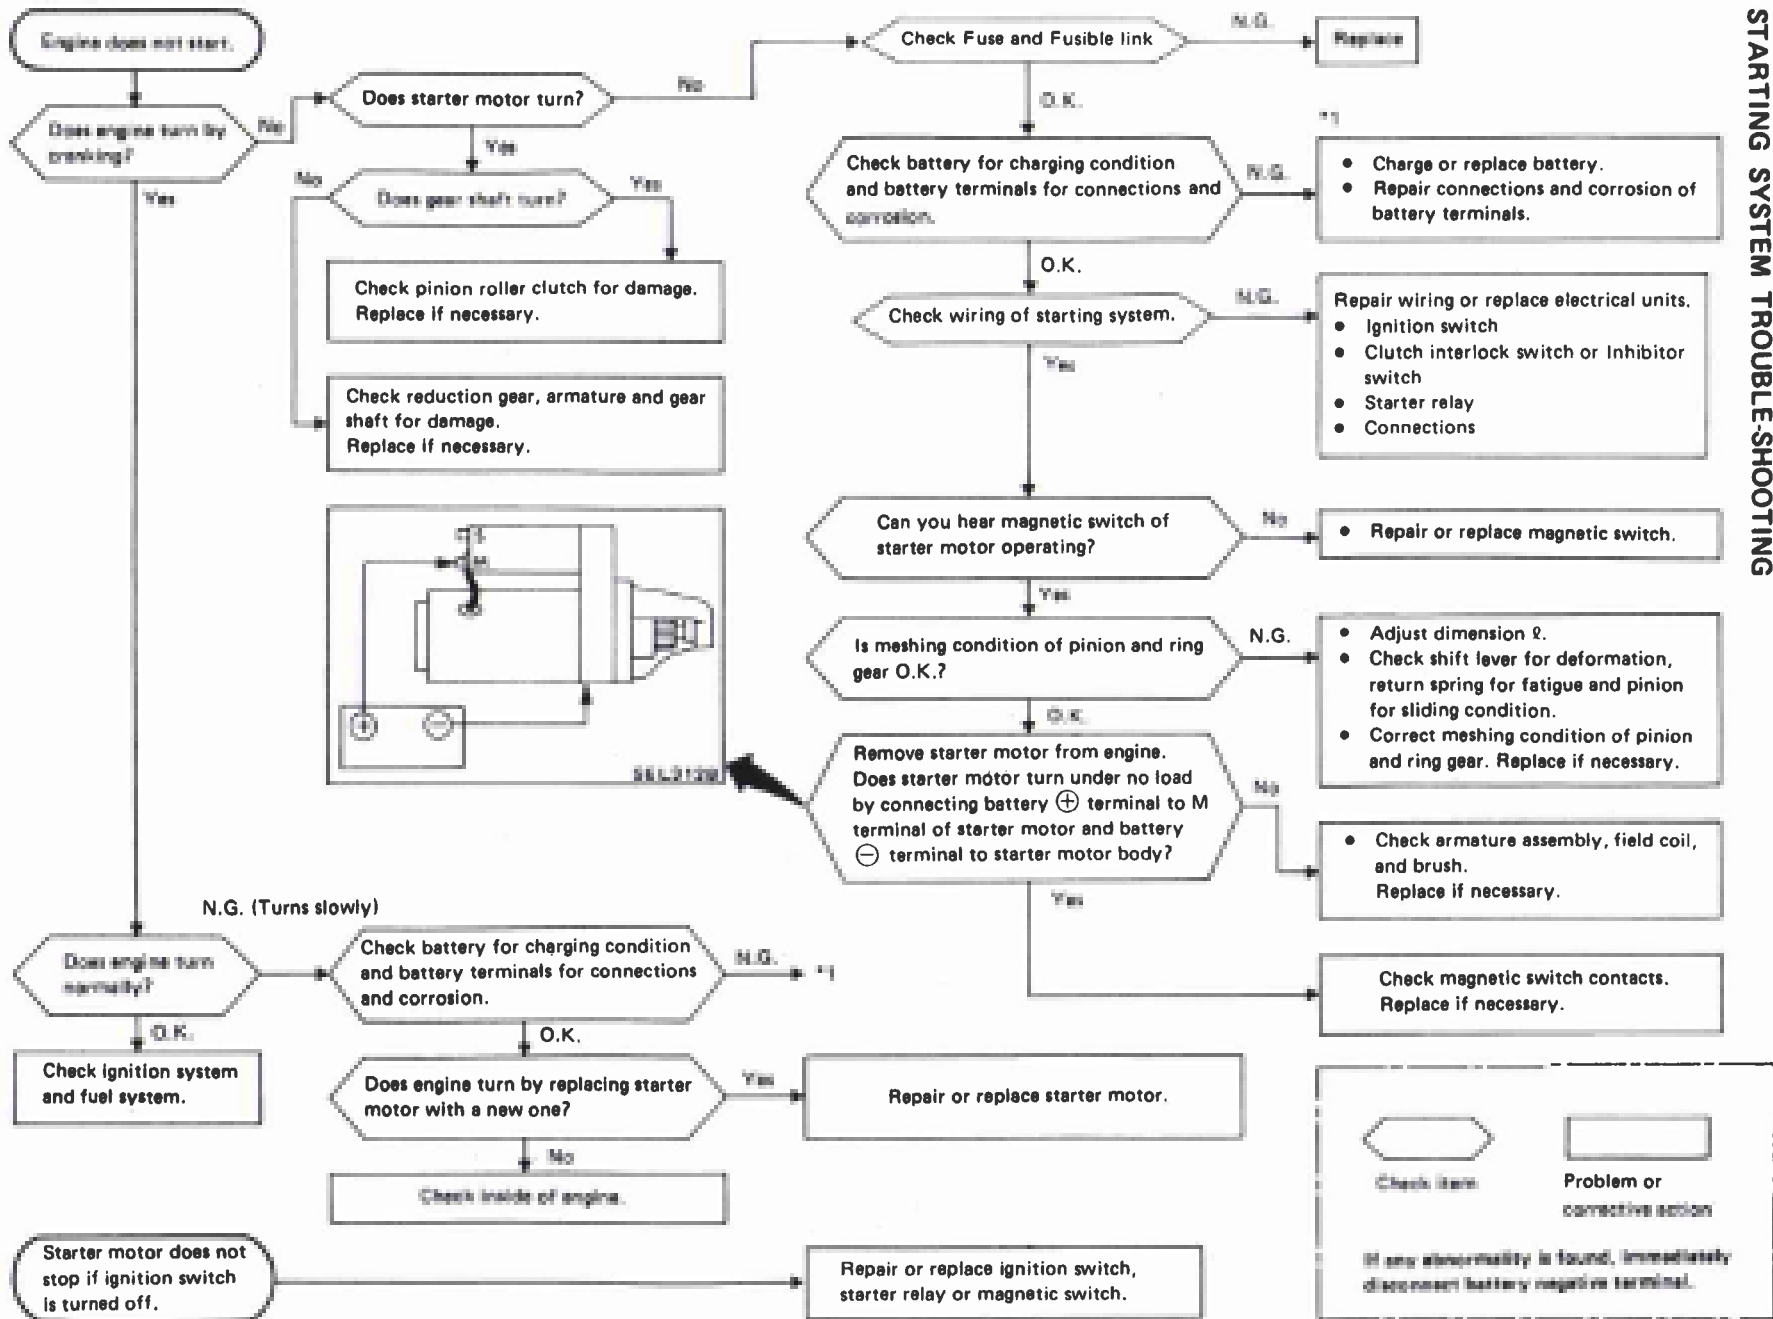 STARTING SYSTEM TROUBLE-SHOOTING
Engine does not start.
Does engine turn by
cranking?
No
Yes
Does starter motor turn?
No
Yes
Does gear shaft turn?
No
Yes
Check pinion roller clutch for damage.
Replace if necessary.
Check reduction gear, armature and gear
shaft for damage.
Replace if necessary.
S
M
+
−
Check Fuse and Fusible link
N.G.
Replace
O.K.
Check battery for charging condition
and battery terminals for connections and
corrosion.
N.G.
*1
• Charge or replace battery.
• Repair connections and corrosion of
battery terminals.
O.K.
Check wiring of starting system.
N.G.
Repair wiring or replace electrical units.
• Ignition switch
• Clutch interlock switch or Inhibitor
switch
• Starter relay
• Connections
Yes
Can you hear magnetic switch of
starter motor operating?
No
• Repair or replace magnetic switch.
Yes
Is meshing condition of pinion and ring
gear O.K.?
N.G.
• Adjust dimension ℓ.
• Check shift lever for deformation,
return spring for fatigue and pinion
for sliding condition.
• Correct meshing condition of pinion
and ring gear. Replace if necessary.
O.K.
Remove starter motor from engine.
Does starter motor turn under no load
by connecting battery ⊕ terminal to M
terminal of starter motor and battery
⊖ terminal to starter motor body?
No
• Check armature assembly, field coil,
and brush.
Replace if necessary.
Yes
Check magnetic switch contacts.
Replace if necessary.
Does engine turn
normally?
N.G. (Turns slowly)
O.K.
Check ignition system
and fuel system.
Check battery for charging condition
and battery terminals for connections
and corrosion.
N.G.
*1
O.K.
Does engine turn by replacing starter
motor with a new one?
Yes
Repair or replace starter motor.
No
Check inside of engine.
Starter motor does not
stop if ignition switch
is turned off.
Repair or replace ignition switch,
starter relay or magnetic switch.
Check item
Problem or
corrective action
If any abnormality is found, immediately
disconnect battery negative terminal.